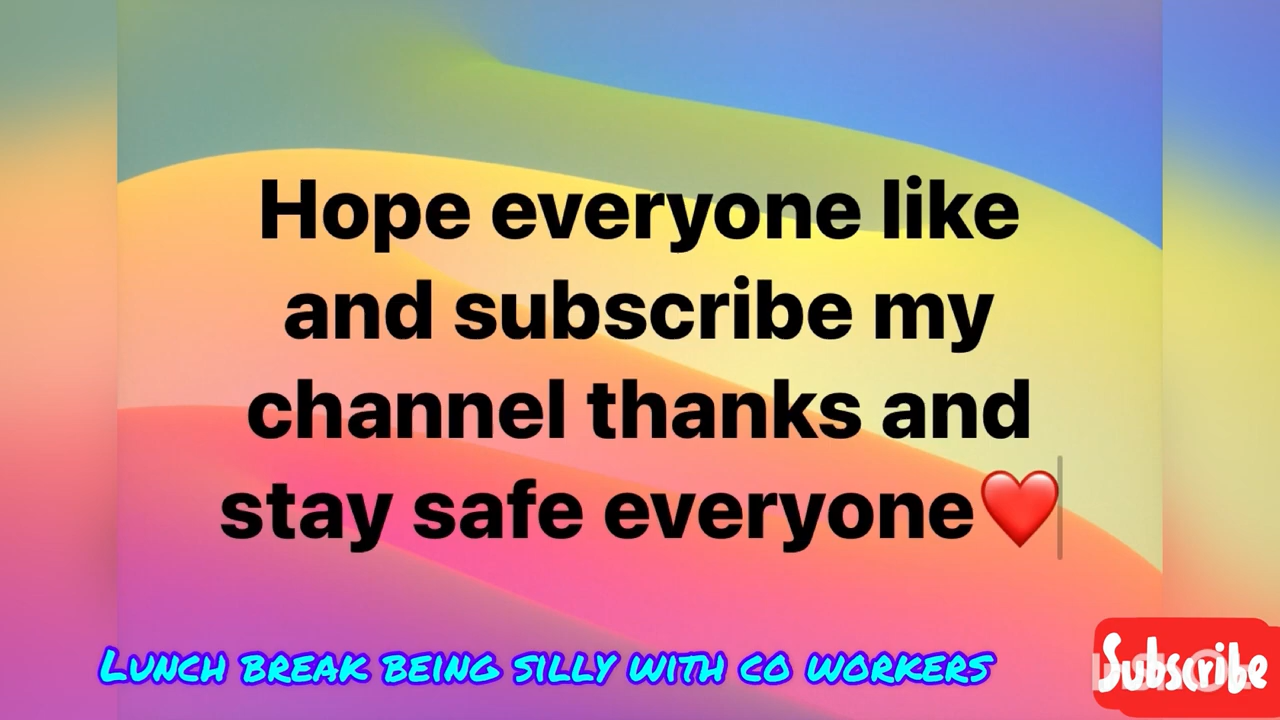 Hope everyone like
and subscribe my
channel thanks and
stay safe everyone❤️
Lunch break being silly with co workers
Subscribe